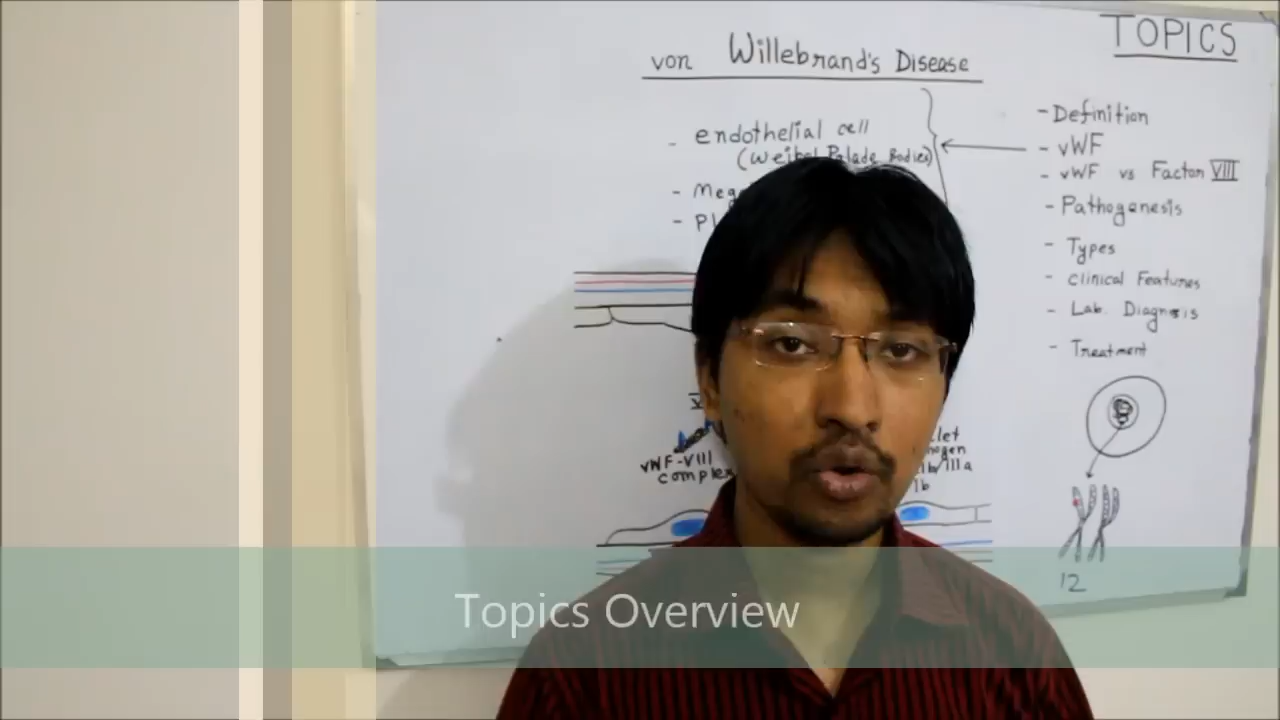 TOPICS
von Willebrand's Disease
- endothelial cell
(Weibel Palade Bodies)
- Definition
- vWF
- vWF vs Factor VIII
- Pathogenesis
- Types
- Clinical Features
- Lab. Diagnosis
- Treatment
vWF-VIII
complex
12
Topics Overview